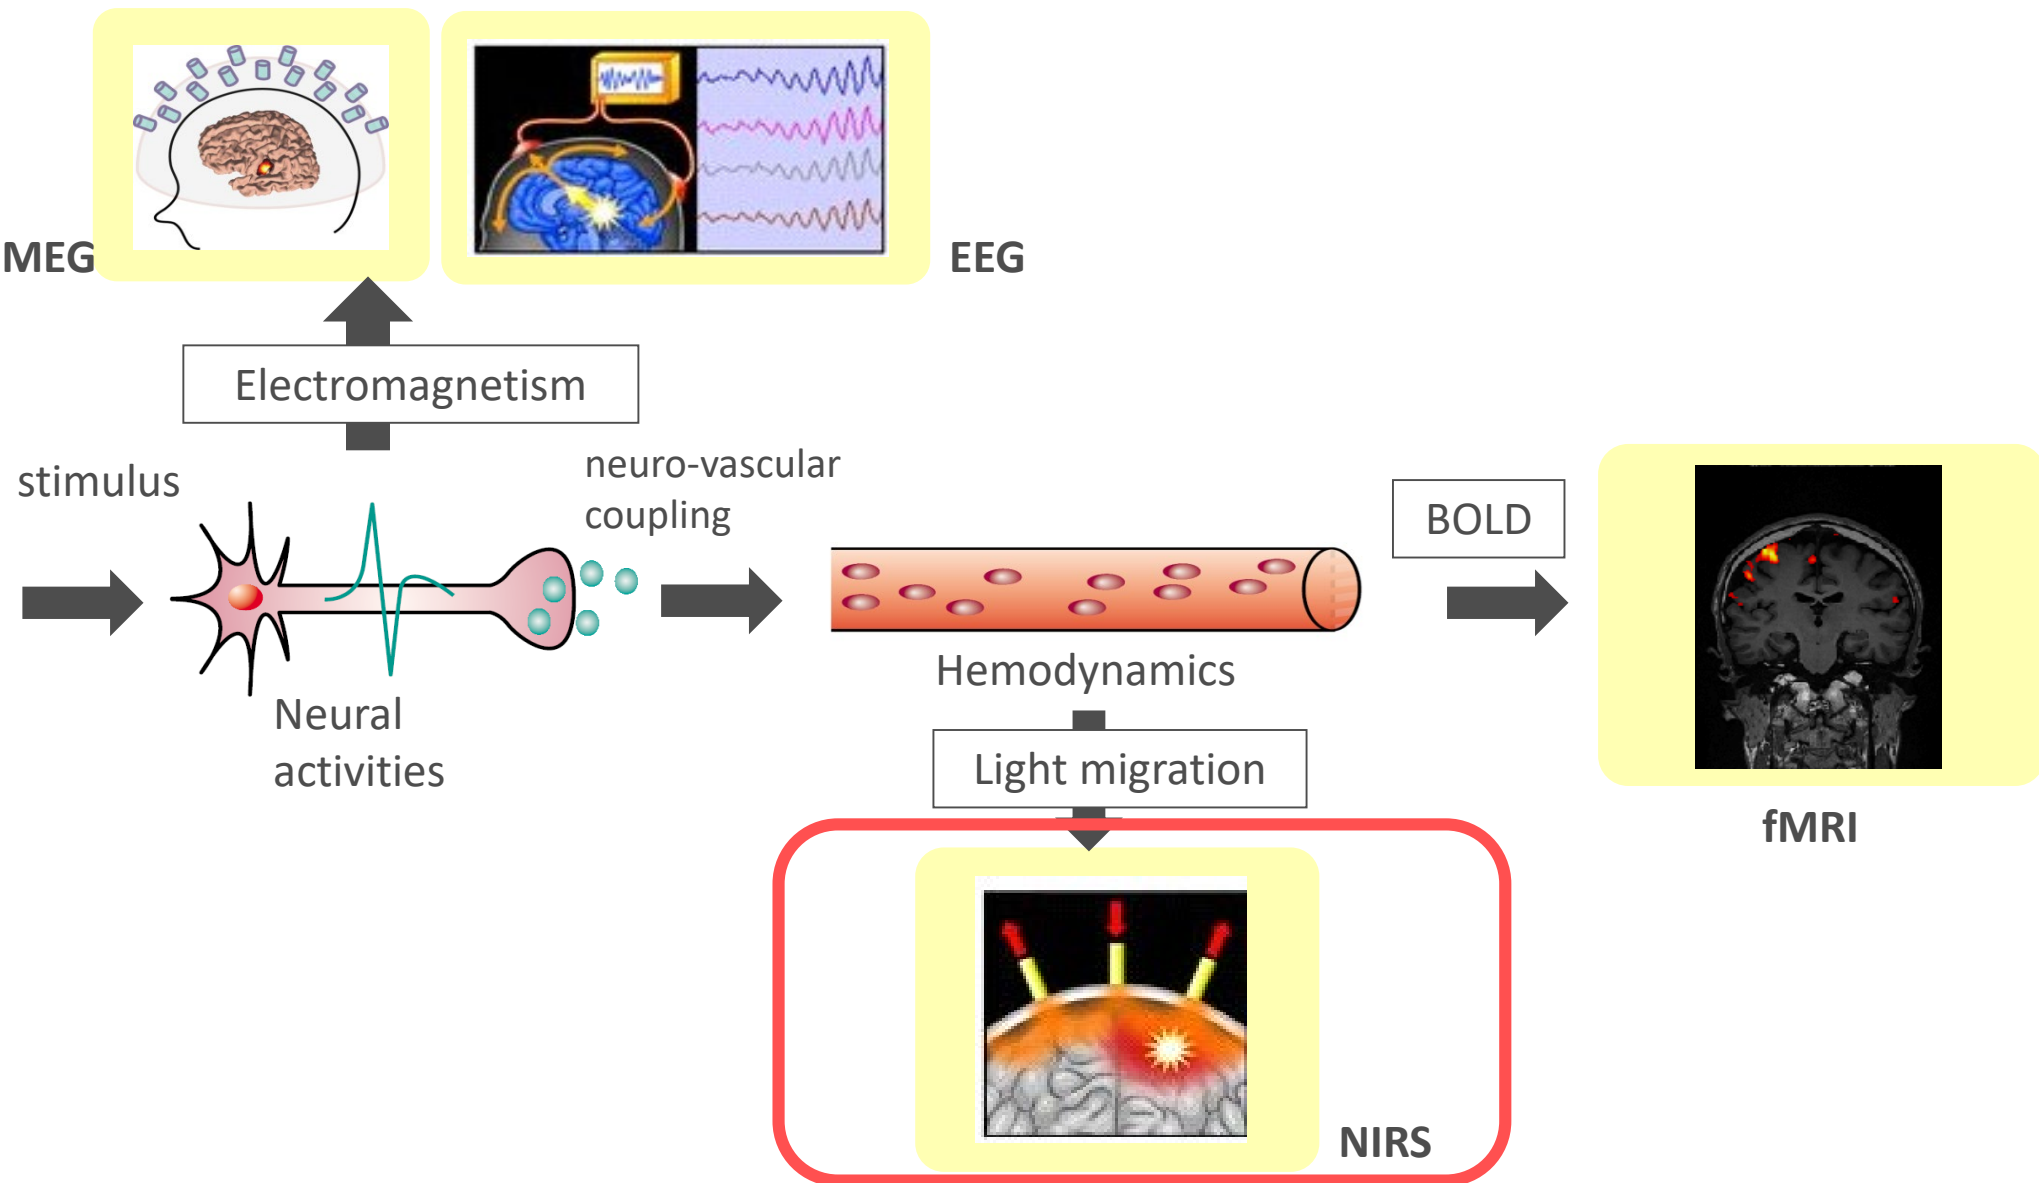 MEG
EEG
Electromagnetism
stimulus
neuro-vascular
coupling
BOLD
Hemodynamics
Neural
activities
Light migration
fMRI
NIRS